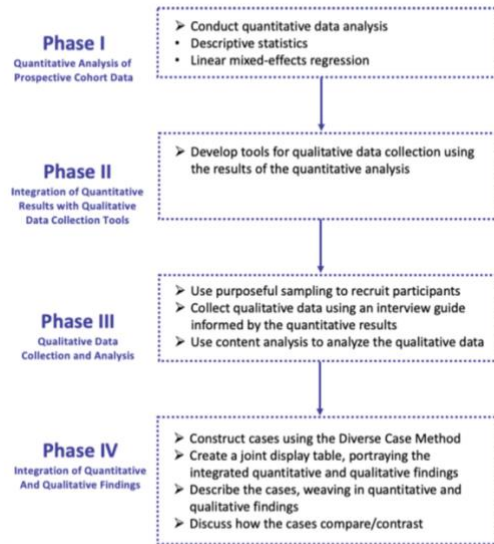 Phase I
Quantitative Analysis of
Prospective Cohort Data
➤ Conduct quantitative data analysis
• Descriptive statistics
• Linear mixed-effects regression
Phase II
Integration of Quantitative
Results with Qualitative
Data Collection Tools
➤ Develop tools for qualitative data collection using
the results of the quantitative analysis
Phase III
Qualitative Data
Collection and Analysis
➤ Use purposeful sampling to recruit participants
➤ Collect qualitative data using an interview guide
informed by the quantitative results
➤ Use content analysis to analyze the qualitative data
Phase IV
Integration of Quantitative
And Qualitative Findings
➤ Construct cases using the Diverse Case Method
➤ Create a joint display table, portraying the
integrated quantitative and qualitative findings
➤ Describe the cases, weaving in quantitative and
qualitative findings
➤ Discuss how the cases compare/contrast